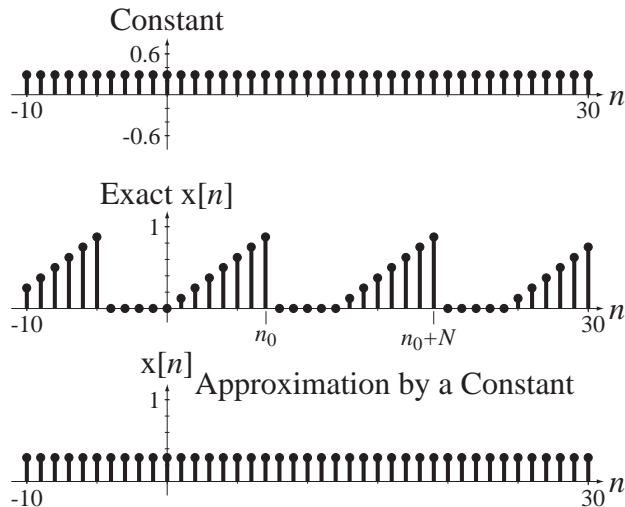 Constant
0.6
-10 30 n
-0.6
Exact x[n]
1
-10 30 n
n₀ n₀+N
x[n] Approximation by a Constant
1
-10 30 n